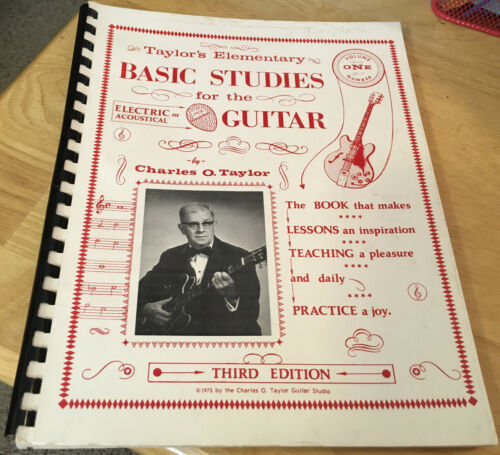 Taylor's Elementary
BASIC STUDIES
for the
ELECTRIC or
ACOUSTICAL
GUITAR
-by-
Charles O. Taylor
VOLUME
ONE
NUMBER
The BOOK that makes
****
LESSONS an inspiration
****
TEACHING a pleasure
****
and daily
****
PRACTICE a joy.
THIRD EDITION
©1975 by the Charles O. Taylor Guitar Studio